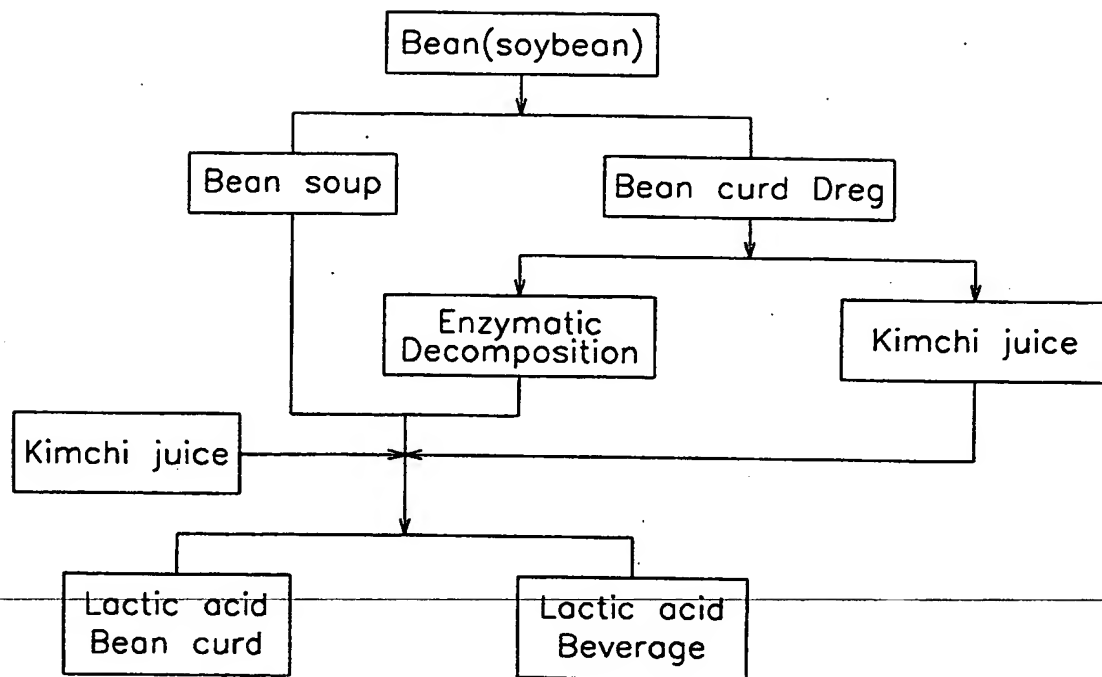 Bean(soybean)
Bean soup
Bean curd Dreg
Enzymatic
Decomposition
Kimchi juice
Kimchi juice
Lactic acid
Bean curd
Lactic acid
Beverage